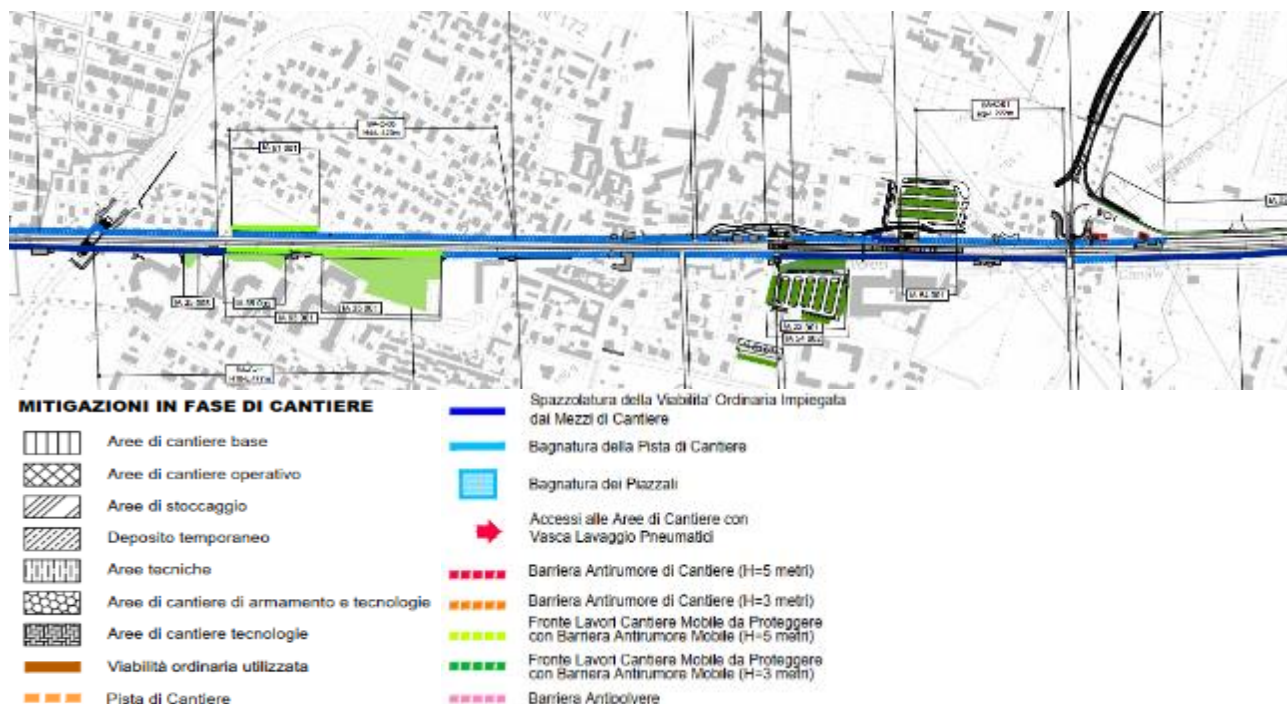 MITIGAZIONI IN FASE DI CANTIERE
Aree di cantiere base
Aree di cantiere operativo
Aree di stoccaggio
Deposito temporaneo
Aree tecniche
Aree di cantiere di armamento e tecnologie
Aree di cantiere tecnologie
Viabilità ordinaria utilizzata
Pista di Cantiere
Spazzolatura della Viabilita' Ordinaria Impiegata
dai Mezzi di Cantiere
Bagnatura della Pista di Cantiere
Bagnatura dei Piazzali
Accessi alle Aree di Cantiere con
Vasca Lavaggio Pneumatici
Barriera Antirumore di Cantiere (H=5 metri)
Barriera Antirumore di Cantiere (H=3 metri)
Fronte Lavori Cantiere Mobile da Proteggere
con Barriera Antirumore Mobile (H=5 metri)
Fronte Lavori Cantiere Mobile da Proteggere
con Barriera Antirumore Mobile (H=3 metri)
Barriera Antipolvere